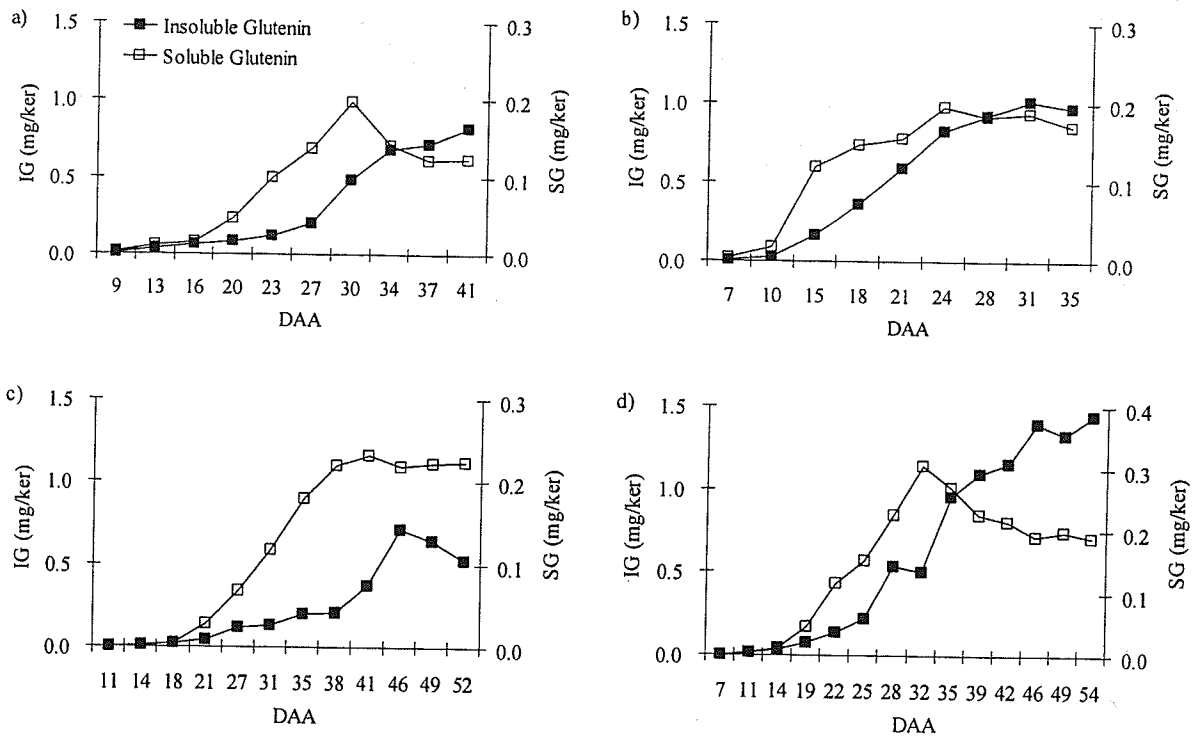 a)
1.5
1.0
0.5
0.0
IG (mg/ker)
Insoluble Glutenin
Soluble Glutenin
0.3
0.2
0.1
0.0
SG (mg/ker)
9 13 16 20 23 27 30 34 37 41
DAA
b)
1.5
1.0
0.5
0.0
IG (mg/ker)
0.3
0.2
0.1
0.0
SG (mg/ker)
7 10 15 18 21 24 28 31 35
DAA
c)
1.5
1.0
0.5
0.0
IG (mg/ker)
0.3
0.2
0.1
0.0
SG (mg/ker)
11 14 18 21 27 31 35 38 41 46 49 52
DAA
d)
1.5
1.0
0.5
0.0
IG (mg/ker)
0.4
0.3
0.2
0.1
0.0
SG (mg/ker)
7 11 14 19 22 25 28 32 35 39 42 46 49 54
DAA